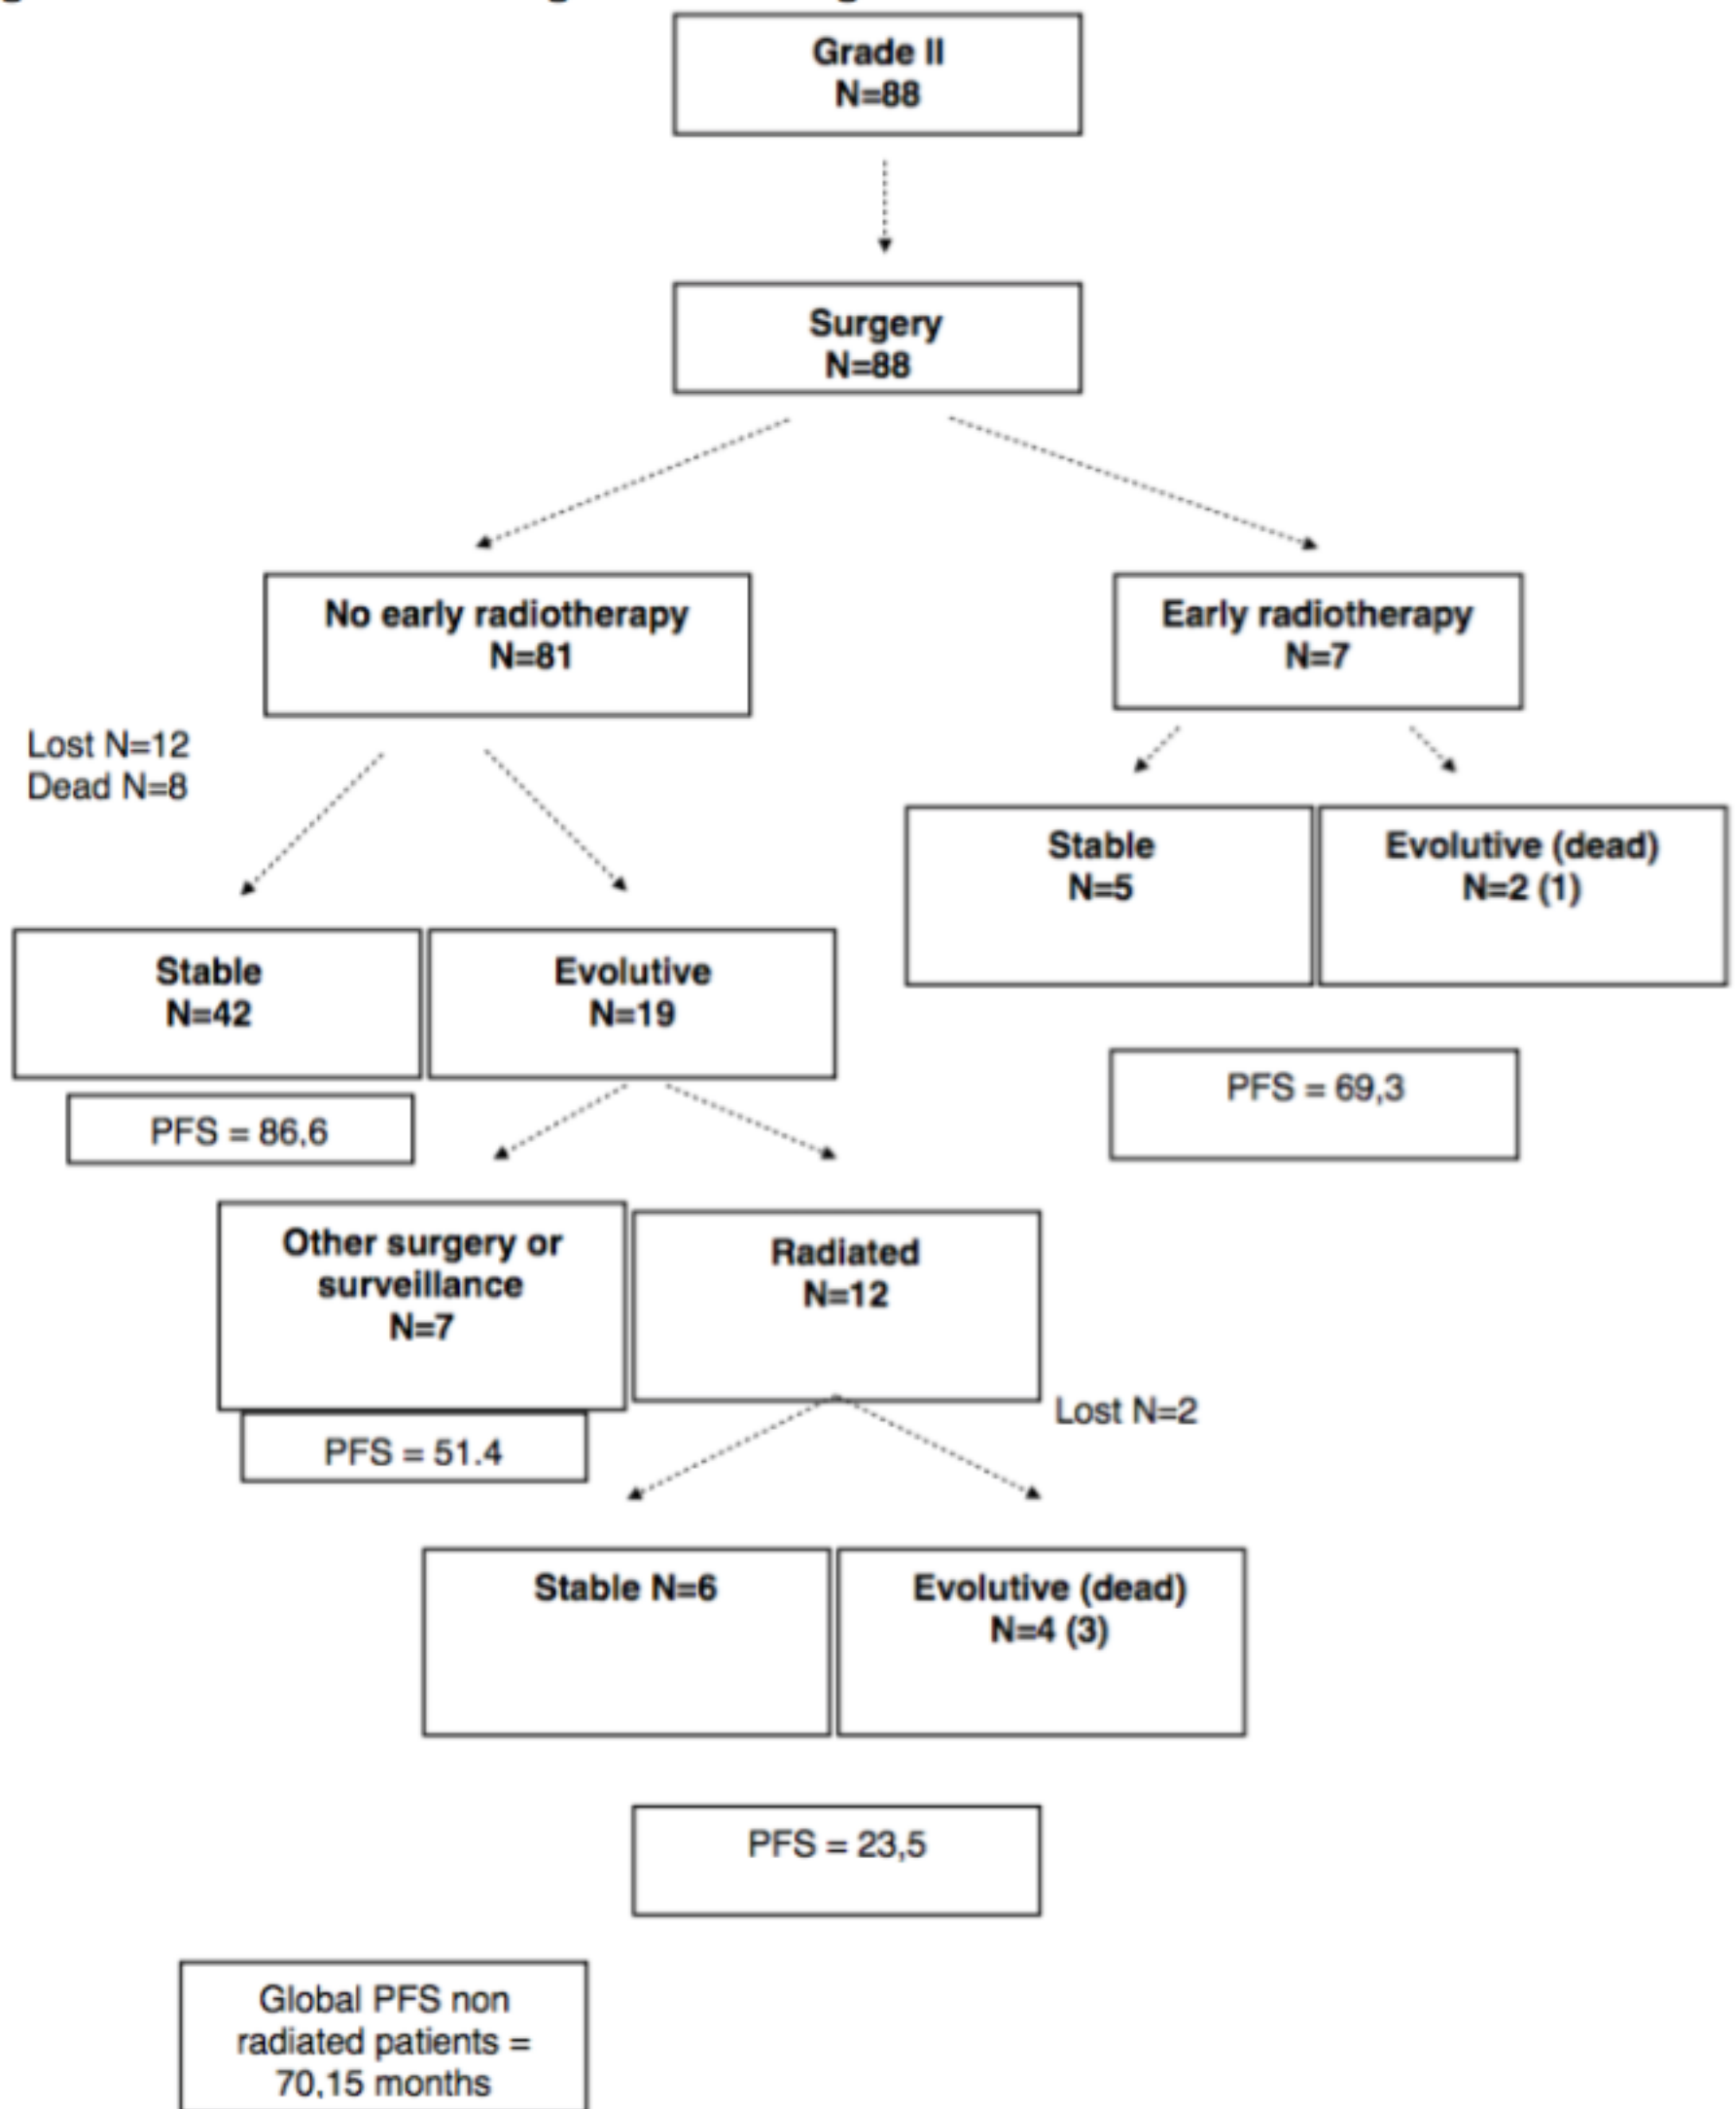 Grade II
N=88
Surgery
N=88
No early radiotherapy
N=81
Early radiotherapy
N=7
Lost N=12
Dead N=8
Stable
N=5
Evolutive (dead)
N=2 (1)
Stable
N=42
Evolutive
N=19
PFS = 69,3
PFS = 86,6
Other surgery or
surveillance
N=7
Radiated
N=12
Lost N=2
PFS = 51.4
Stable N=6
Evolutive (dead)
N=4 (3)
PFS = 23,5
Global PFS non
radiated patients =
70,15 months